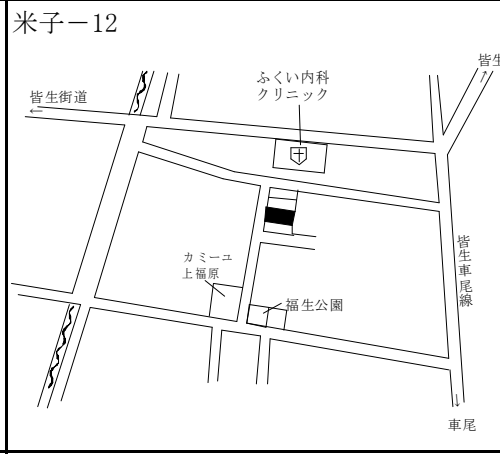 米子－12
皆生
皆生街道
←
ふくい内科
クリニック
カミーユ
上福原
福生公園
皆生車尾線
車尾